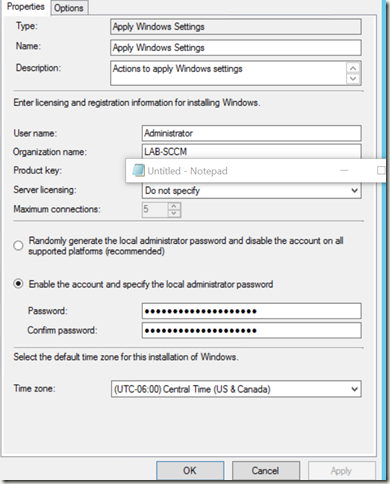 Properties Options
Type: Apply Windows Settings
Name: Apply Windows Settings
Description: Actions to apply Windows settings
Enter licensing and registration information for installing Windows.
User name: Administrator
Organization name: LAB-SCCM
Product key: Untitled - Notepad
Server licensing: Do not specify
Maximum connections: 5
Randomly generate the local administrator password and disable the account on all
supported platforms (recommended)
Enable the account and specify the local administrator password
Password: ●●●●●●●●●●●●●●●●●●●●
Confirm password: ●●●●●●●●●●●●●●●●●●●●
Select the default time zone for this installation of Windows.
Time zone: (UTC-06:00) Central Time (US & Canada)
OK Cancel Apply